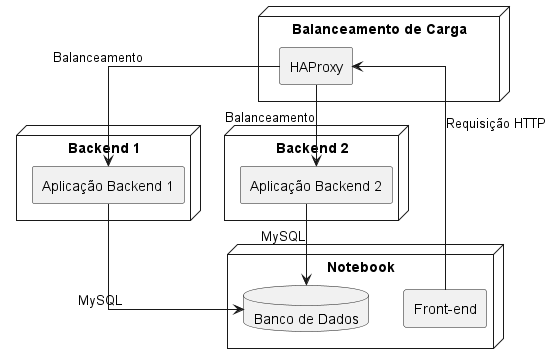 Balanceamento de Carga
HAProxy
Balanceamento
Balanceamento
Requisição HTTP
Backend 1
Aplicação Backend 1
Backend 2
Aplicação Backend 2
MySQL
MySQL
Notebook
Banco de Dados
Front-end